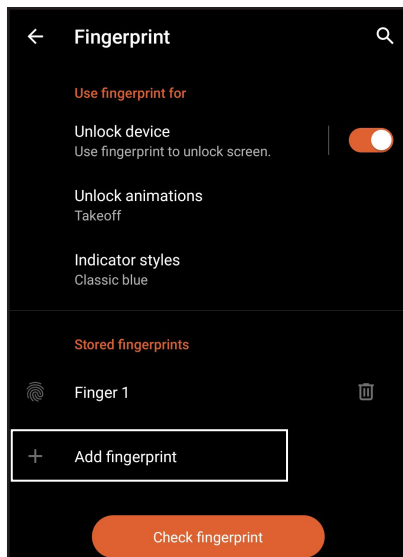 Fingerprint
Use fingerprint for
Unlock device
Use fingerprint to unlock screen.
Unlock animations
Takeoff
Indicator styles
Classic blue
Stored fingerprints
Finger 1
Add fingerprint
Check fingerprint